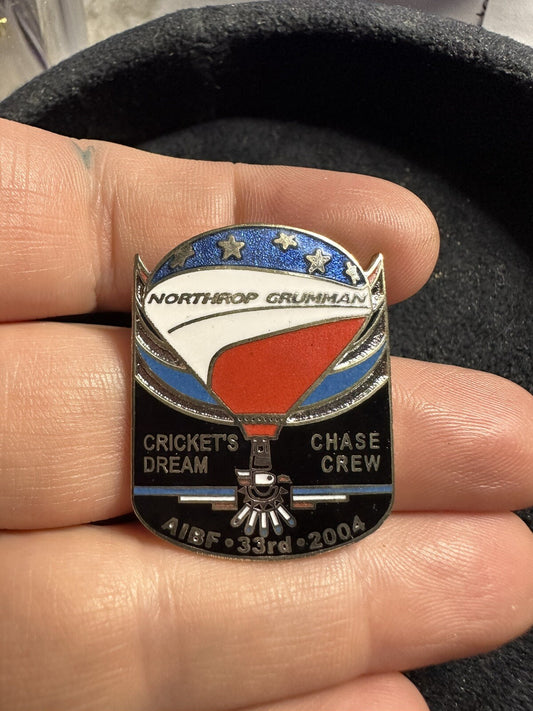 NORTHROP GRUMMAN
CRICKET'S DREAM
CHASE CREW
AIBF • 33rd • 2004